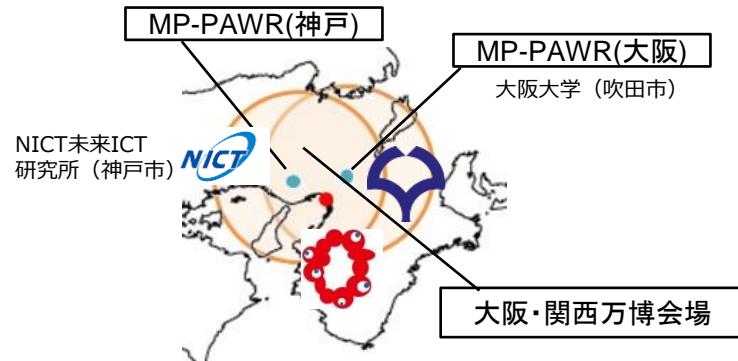 MP-PAWR(神戸)
MP-PAWR(大阪)
大阪大学（吹田市）
NICT未来ICT
研究所（神戸市）
NICT
大阪・関西万博会場